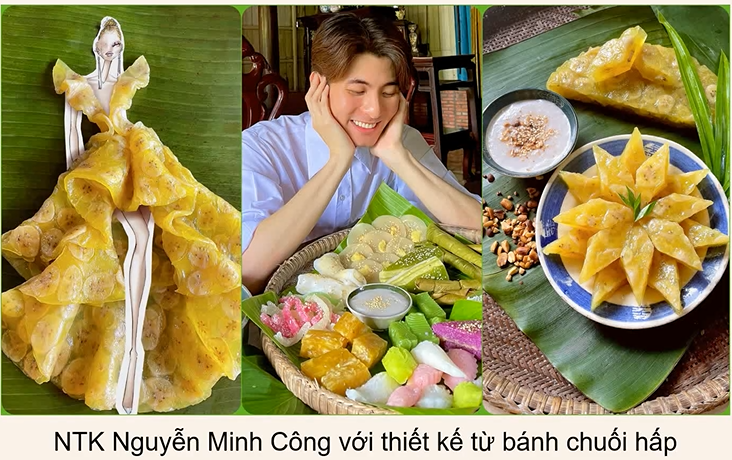 NTK Nguyễn Minh Công với thiết kế từ bánh chuối hấp